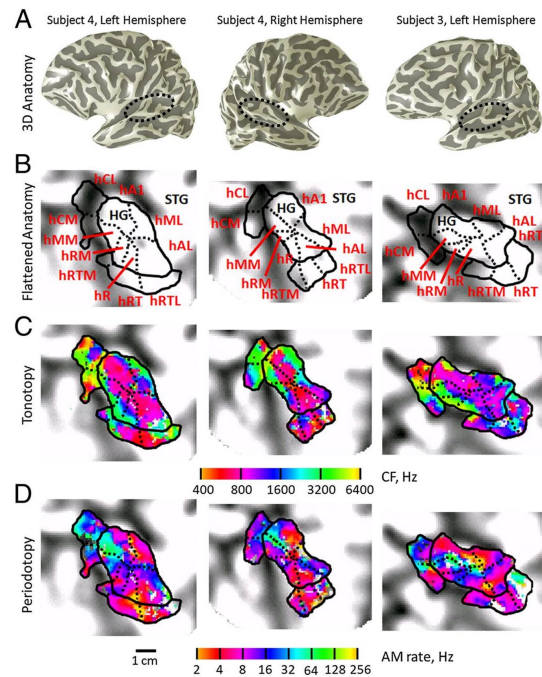 A
Subject 4, Left Hemisphere
Subject 4, Right Hemisphere
Subject 3, Left Hemisphere
3D Anatomy
B
Flattened Anatomy
hCL
hA1
STG
HG
hCM
hML
hMM
hAL
hRM
hRTM
hR
hRT
hRTL
hCL
hA1
STG
HG
hCM
hML
hAL
hMM
hR
hRTL
hRM
hRTM
hRT
hCL
hA1
STG
HG
hML
hAL
hCM
hRTL
hMM
hR
hRM
hRTM
hRT
C
Tonotopy
400 800 1600 3200 6400
CF, Hz
D
Periodotopy
1 cm
2 4 8 16 32 64 128 256
AM rate, Hz